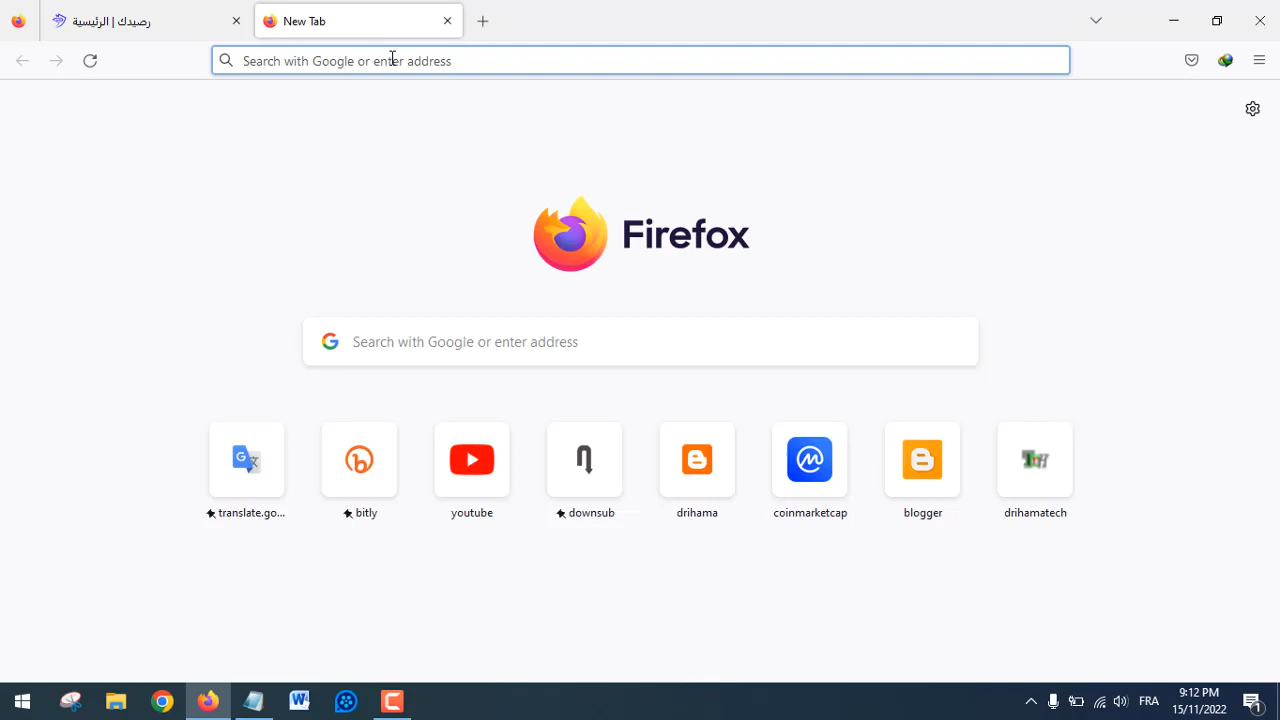 رصيدك | الرئيسية
New Tab
Search with Google or enter address
Firefox
Search with Google or enter address
translate.go...
bitly
youtube
downsub
drihama
coinmarketcap
blogger
drihamatech
FRA
9:12 PM
15/11/2022
1